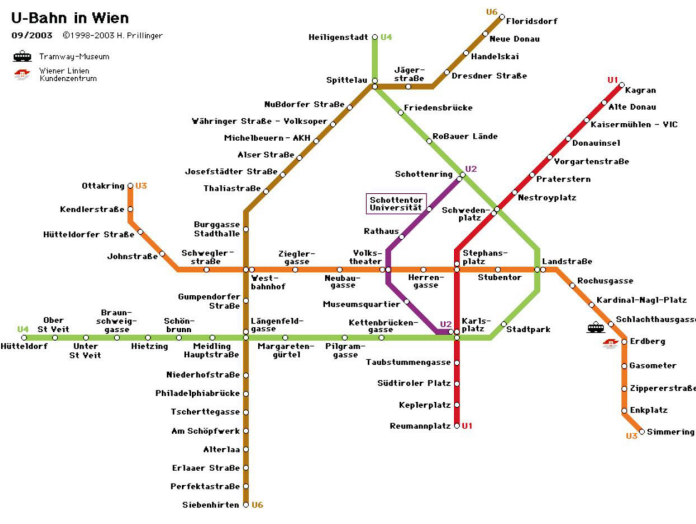 U-Bahn in Wien
09/2003 ©1998-2003 H. Prillinger
Tramway-Museum
Wiener Linien
Kundenzentrum
U6
Floridsdorf
Neue Donau
Handelskai
Dresdner Straße
Jäger-
straße
Heiligenstadt
U4
Spittelau
Friedensbrücke
Roßauer Lände
Schottenring
U2
U1
Kagran
Alte Donau
Kaisermühlen - VIC
Donauinsel
Vorgartenstraße
Praterstern
Nestroyplatz
Schweden-
platz
Nußdorfer Straße
Währinger Straße - Volksoper
Michelbeuern - AKH
Alser Straße
Josefstädter Straße
Thaliastraße
Burggasse
Stadthalle
Ottakring
U3
Kendlerstraße
Hütteldorfer Straße
Johnstraße
Schwegler-
straße
West-
bahnhof
Ziegler-
gasse
Neubau-
gasse
Volks-
theater
Herren-
gasse
Stephans-
platz
Stubentor
Landstraße
Rochusgasse
Kardinal-Nagl-Platz
Schlachthausgasse
Erdberg
Gasometer
Zippererstraße
Enkplatz
U3
Simmering
Schottentor
Universität
Rathaus
Museumsquartier
U2
Karls-
platz
Stadtpark
Gumpendorfer
Straße
Längenfeld-
gasse
Kettenbrücken-
gasse
U4
Hütteldorf
Ober
St Veit
Unter
St Veit
Braun-
schweig-
gasse
Hietzing
Schön-
brunn
Meidling
Hauptstraße
Margareten-
gürtel
Pilgram-
gasse
Taubstummengasse
Südtiroler Platz
Keplerplatz
Reumannplatz
U1
Niederhofstraße
Philadelphiabrücke
Tscherttegasse
Am Schöpfwerk
Alterlaa
Erlaaer Straße
Perfektastraße
Siebenhirten
U6